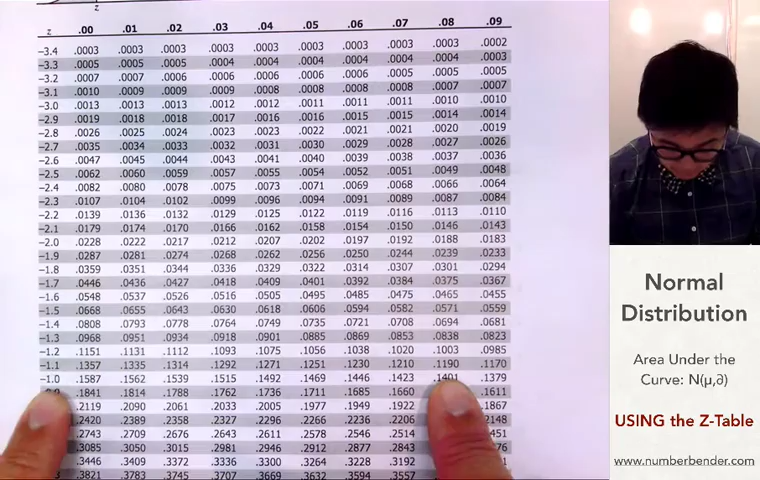 z
z .00 .01 .02 .03 .04 .05 .06 .07 .08 .09
−3.4 .0003 .0003 .0003 .0003 .0003 .0003 .0003 .0003 .0003 .0002
−3.3 .0005 .0005 .0005 .0004 .0004 .0004 .0004 .0004 .0004 .0003
−3.2 .0007 .0007 .0006 .0006 .0006 .0006 .0006 .0005 .0005 .0005
−3.1 .0010 .0009 .0009 .0009 .0008 .0008 .0008 .0008 .0007 .0007
−3.0 .0013 .0013 .0013 .0012 .0012 .0011 .0011 .0011 .0010 .0010
−2.9 .0019 .0018 .0018 .0017 .0016 .0016 .0015 .0015 .0014 .0014
−2.8 .0026 .0025 .0024 .0023 .0023 .0022 .0021 .0021 .0020 .0019
−2.7 .0035 .0034 .0033 .0032 .0031 .0030 .0029 .0028 .0027 .0026
−2.6 .0047 .0045 .0044 .0043 .0041 .0040 .0039 .0038 .0037 .0036
−2.5 .0062 .0060 .0059 .0057 .0055 .0054 .0052 .0051 .0049 .0048
−2.4 .0082 .0080 .0078 .0075 .0073 .0071 .0069 .0068 .0066 .0064
−2.3 .0107 .0104 .0102 .0099 .0096 .0094 .0091 .0089 .0087 .0084
−2.2 .0139 .0136 .0132 .0129 .0125 .0122 .0119 .0116 .0113 .0110
−2.1 .0179 .0174 .0170 .0166 .0162 .0158 .0154 .0150 .0146 .0143
−2.0 .0228 .0222 .0217 .0212 .0207 .0202 .0197 .0192 .0188 .0183
−1.9 .0287 .0281 .0274 .0268 .0262 .0256 .0250 .0244 .0239 .0233
−1.8 .0359 .0351 .0344 .0336 .0329 .0322 .0314 .0307 .0301 .0294
−1.7 .0446 .0436 .0427 .0418 .0409 .0401 .0392 .0384 .0375 .0367
−1.6 .0548 .0537 .0526 .0516 .0505 .0495 .0485 .0475 .0465 .0455
−1.5 .0668 .0655 .0643 .0630 .0618 .0606 .0594 .0582 .0571 .0559
−1.4 .0808 .0793 .0778 .0764 .0749 .0735 .0721 .0708 .0694 .0681
−1.3 .0968 .0951 .0934 .0918 .0901 .0885 .0869 .0853 .0838 .0823
−1.2 .1151 .1131 .1112 .1093 .1075 .1056 .1038 .1020 .1003 .0985
−1.1 .1357 .1335 .1314 .1292 .1271 .1251 .1230 .1210 .1190 .1170
−1.0 .1587 .1562 .1539 .1515 .1492 .1469 .1446 .1423 .1401 .1379
.1841 .1814 .1788 .1762 .1736 .1711 .1685 .1660 .1611
.2119 .2090 .2061 .2033 .2005 .1977 .1949 .1922 .1867
.2420 .2389 .2358 .2327 .2296 .2266 .2236 .2206 .2148
.2743 .2709 .2676 .2643 .2611 .2578 .2546 .2514 451
.3085 .3050 .3015 .2981 .2946 .2912 .2877 .2843 76
.3446 .3409 .3372 .3336 .3300 .3264 .3228 .3192
.3821 .3783 .3745 .3707 .3669 .3632 .3594 .3557
Normal
Distribution
Area Under the
Curve: N(μ,∂)
USING the Z-Table
www.numberbender.com